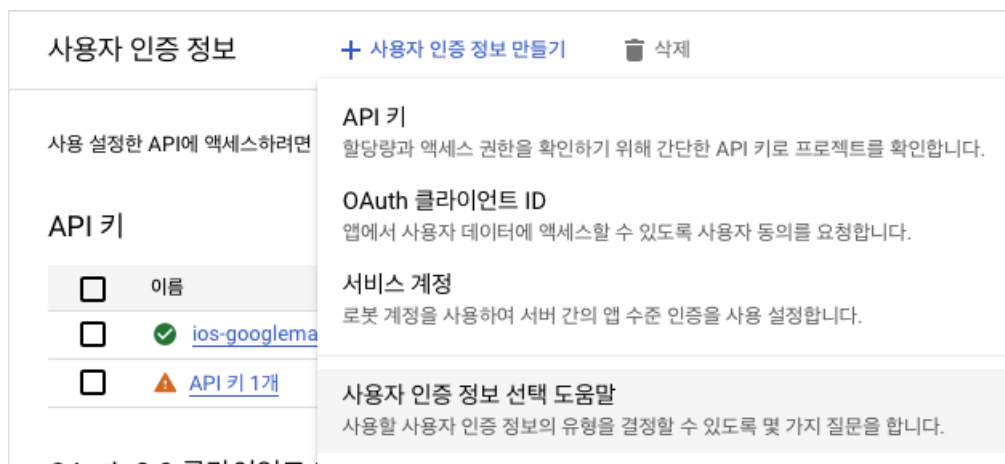 사용자 인증 정보
사용자 인증 정보 만들기
삭제
API 키
할당량과 액세스 권한을 확인하기 위해 간단한 API 키로 프로젝트를 확인합니다.
OAuth 클라이언트 ID
앱에서 사용자 데이터에 액세스할 수 있도록 사용자 동의를 요청합니다.
서비스 계정
로봇 계정을 사용하여 서버 간의 앱 수준 인증을 사용 설정합니다.
사용자 인증 정보 선택 도움말
사용할 사용자 인증 정보의 유형을 결정할 수 있도록 몇 가지 질문을 합니다.
사용 설정한 API에 액세스하려면
API 키
이름
ios-googlema
API 키 1개